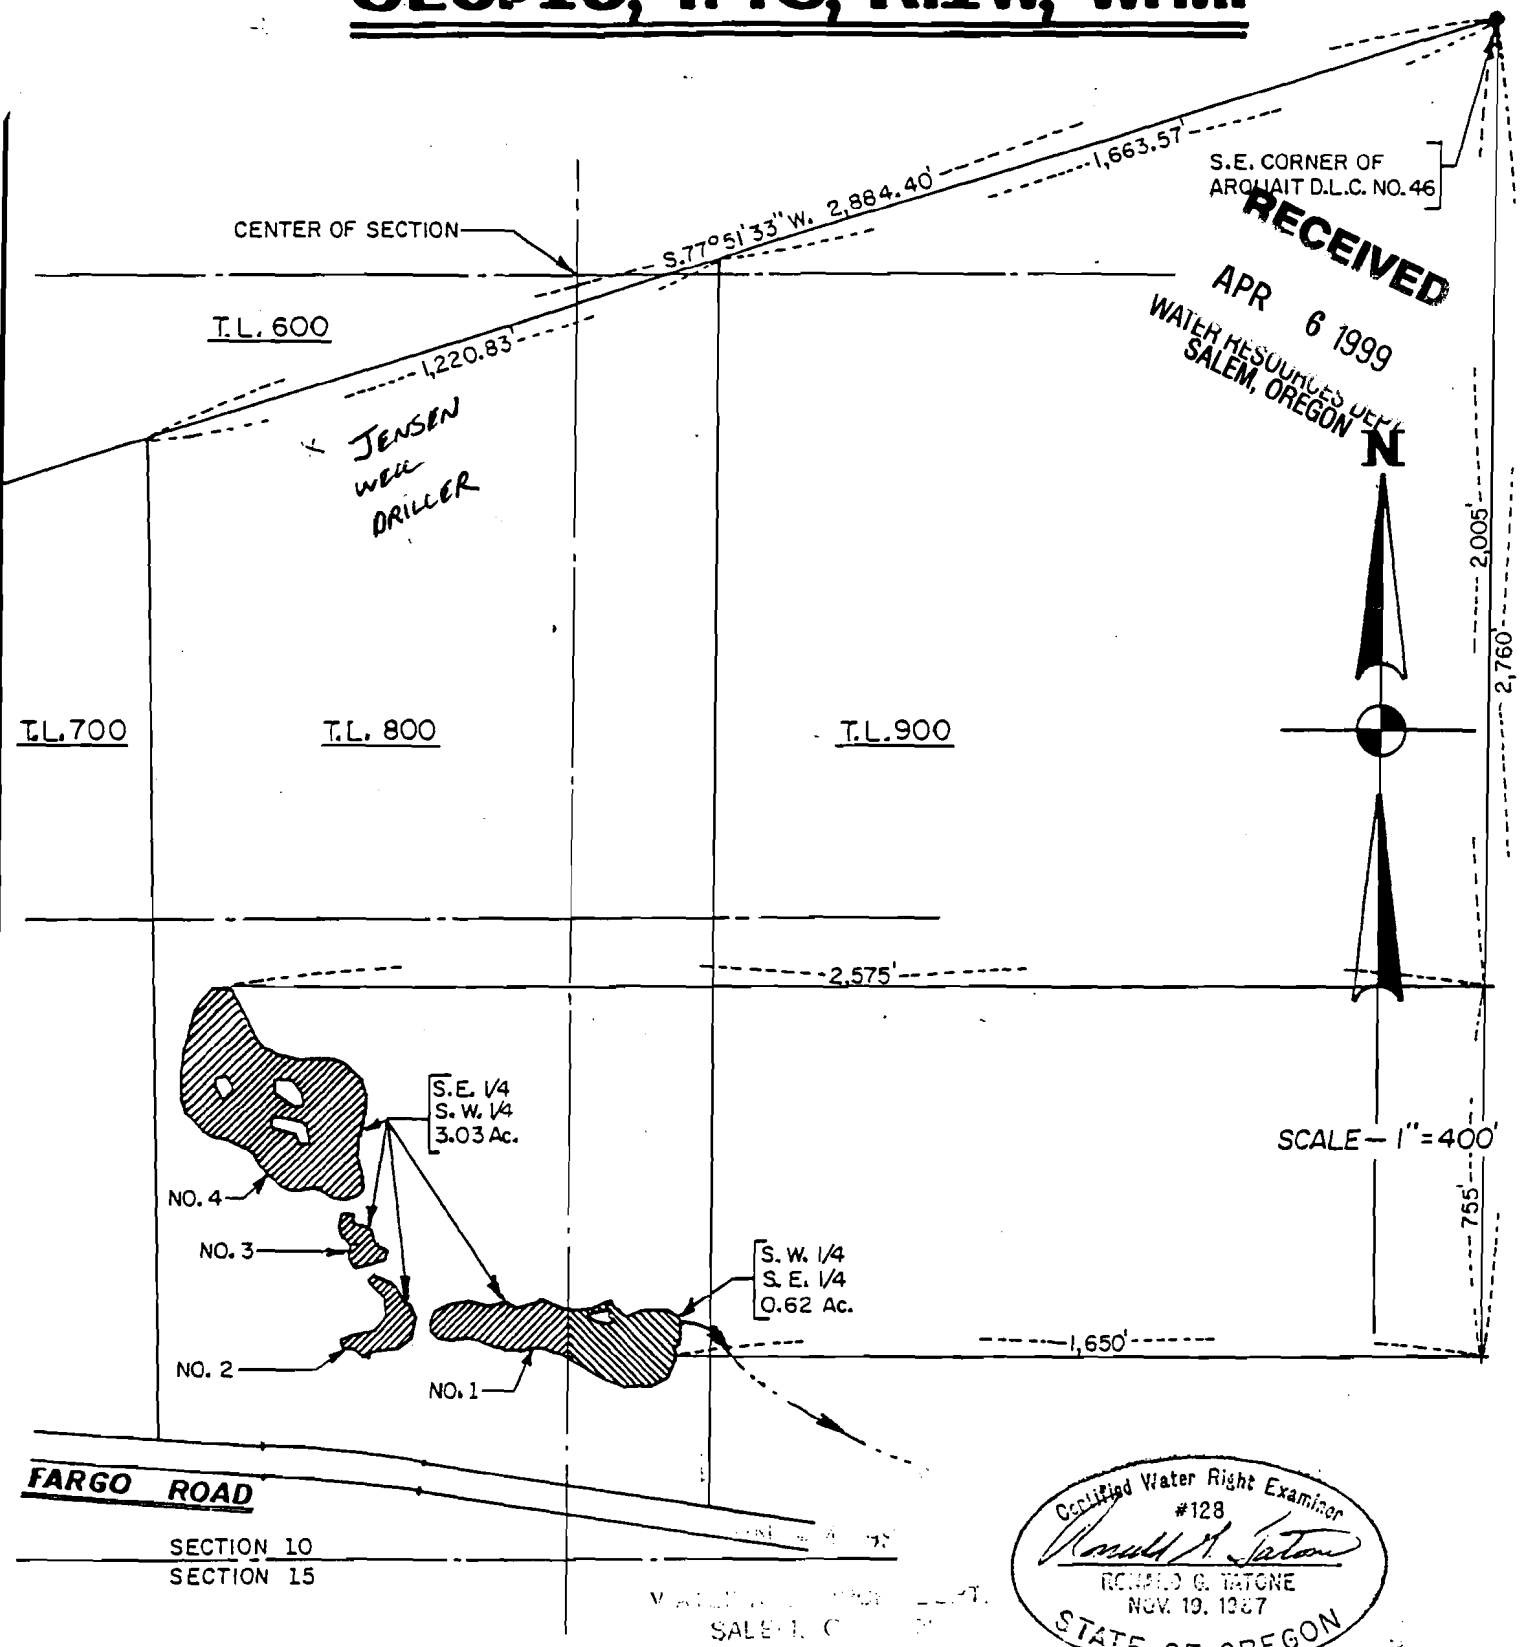 S.E. CORNER OF
ARQUAIT D.L.C. NO. 46
1,663.57'
S.77°51'33"W. 2,884.40'
CENTER OF SECTION
RECEIVED
APR 6 1999
WATER RESOURCES DEPT.
SALEM, OREGON
T.L. 600
1,220.83'
JENSEN
WELL
DRILLER
N
2,005'
2,760'
T.L. 700
T.L. 800
T.L. 900
2,575'
S.E. 1/4
S.W. 1/4
3.03 Ac.
SCALE - 1" = 400'
755'
NO. 4
NO. 3
S.W. 1/4
S.E. 1/4
0.62 Ac.
1,650'
NO. 2
NO. 1
FARGO ROAD
SECTION 10
SECTION 15
Certified Water Right Examiner
#128
Ronald G. Tatone
RONALD G. TATONE
NOV. 19, 1987
STATE OF OREGON